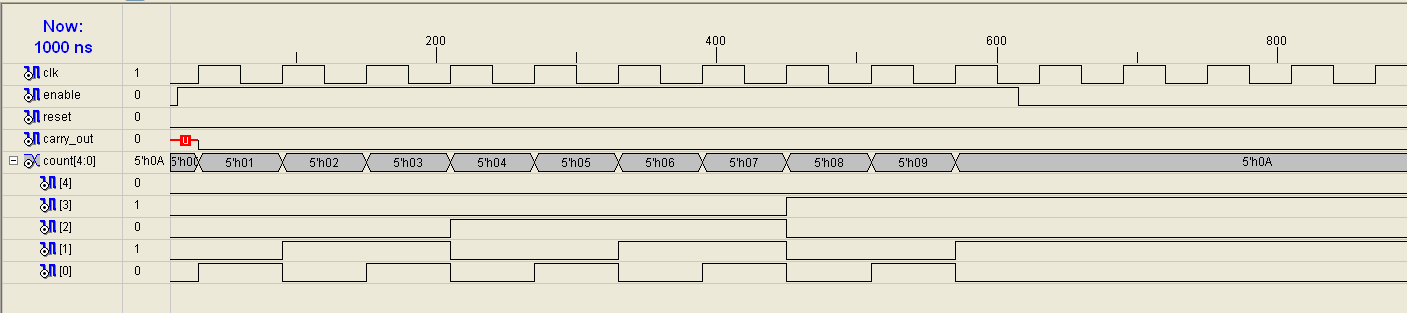 Now:
1000 ns
200 400 600 800
clk 1
enable 0
reset 0
carry_out 0 U
count[4:0] 5'h0A 5'h00 5'h01 5'h02 5'h03 5'h04 5'h05 5'h06 5'h07 5'h08 5'h09 5'h0A
[4] 0
[3] 1
[2] 0
[1] 1
[0] 0